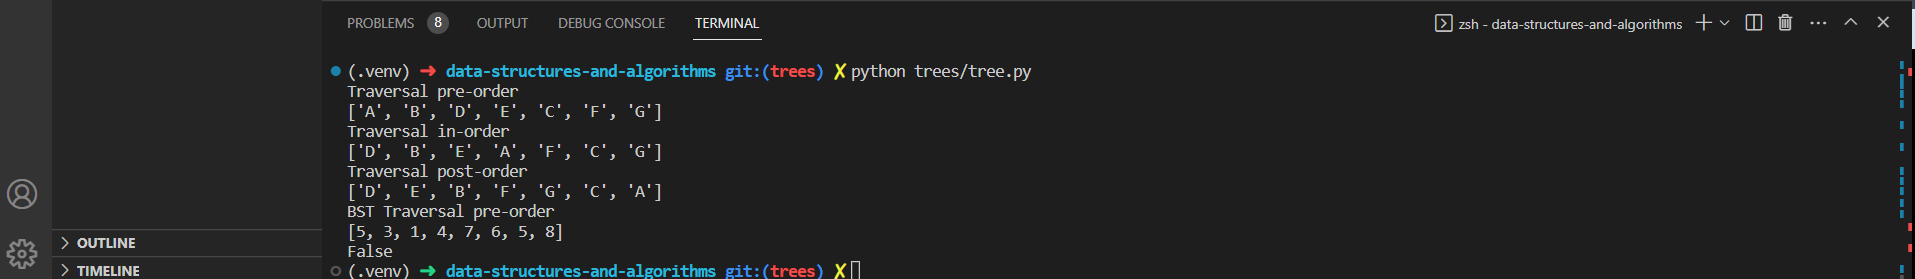 PROBLEMS 8 OUTPUT DEBUG CONSOLE TERMINAL zsh - data-structures-and-algorithms
(.venv) ➜ data-structures-and-algorithms git:(trees) ✗ python trees/tree.py
Traversal pre-order
['A', 'B', 'D', 'E', 'C', 'F', 'G']
Traversal in-order
['D', 'B', 'E', 'A', 'F', 'C', 'G']
Traversal post-order
['D', 'E', 'B', 'F', 'G', 'C', 'A']
BST Traversal pre-order
[5, 3, 1, 4, 7, 6, 5, 8]
False
(.venv) ➜ data-structures-and-algorithms git:(trees) ✗
OUTLINE
TIMELINE